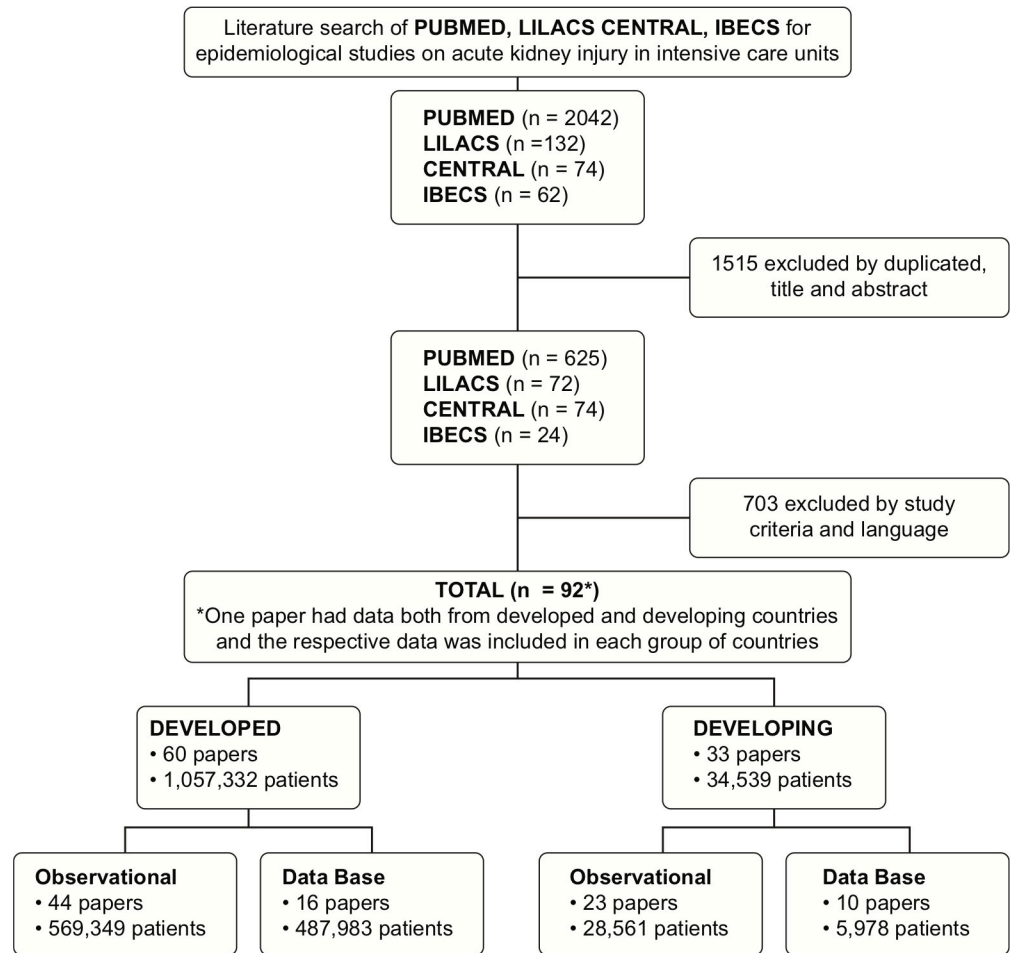 Literature search of PUBMED, LILACS CENTRAL, IBECS for
epidemiological studies on acute kidney injury in intensive care units
PUBMED (n = 2042)
LILACS (n =132)
CENTRAL (n = 74)
IBECS (n = 62)
1515 excluded by duplicated,
title and abstract
PUBMED (n = 625)
LILACS (n = 72)
CENTRAL (n = 74)
IBECS (n = 24)
703 excluded by study
criteria and language
TOTAL (n = 92*)
*One paper had data both from developed and developing countries
and the respective data was included in each group of countries
DEVELOPED
• 60 papers
• 1,057,332 patients
DEVELOPING
• 33 papers
• 34,539 patients
Observational
• 44 papers
• 569,349 patients
Data Base
• 16 papers
• 487,983 patients
Observational
• 23 papers
• 28,561 patients
Data Base
• 10 papers
• 5,978 patients